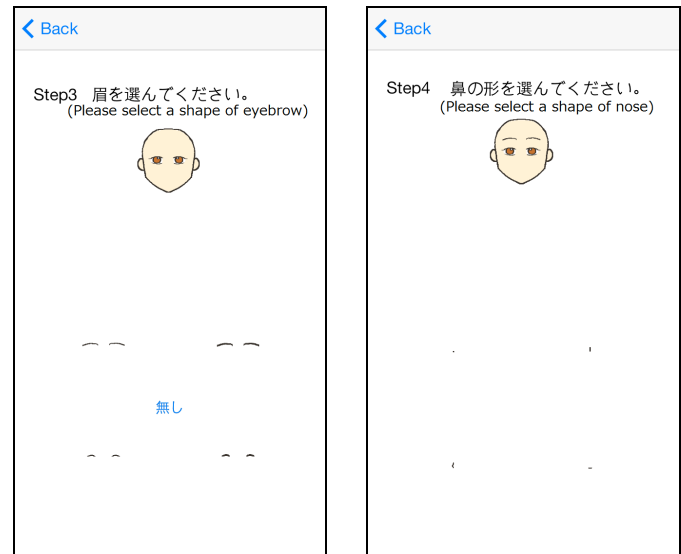 Back
Step3 眉を選んでください。
(Please select a shape of eyebrow)
無し
Back
Step4 鼻の形を選んでください。
(Please select a shape of nose)